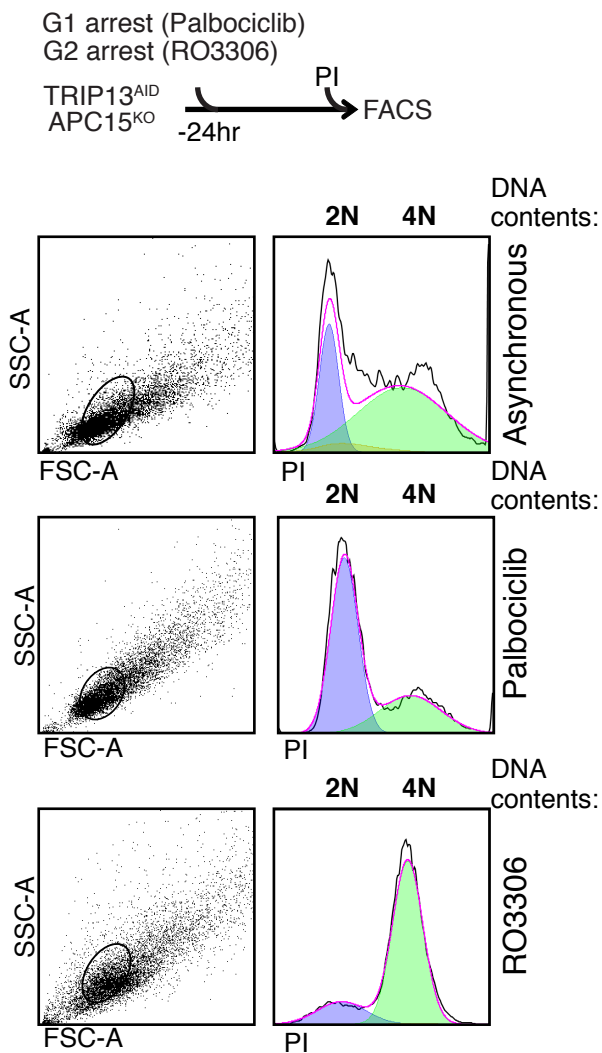 G1 arrest (Palbociclib)
G2 arrest (RO3306)
TRIP13AID
APC15KO
-24hr
PI
FACS
DNA
contents:
2N 4N
SSC-A
FSC-A
PI
Asynchronous
DNA
contents:
2N 4N
SSC-A
FSC-A
PI
Palbociclib
DNA
contents:
2N 4N
SSC-A
FSC-A
PI
RO3306